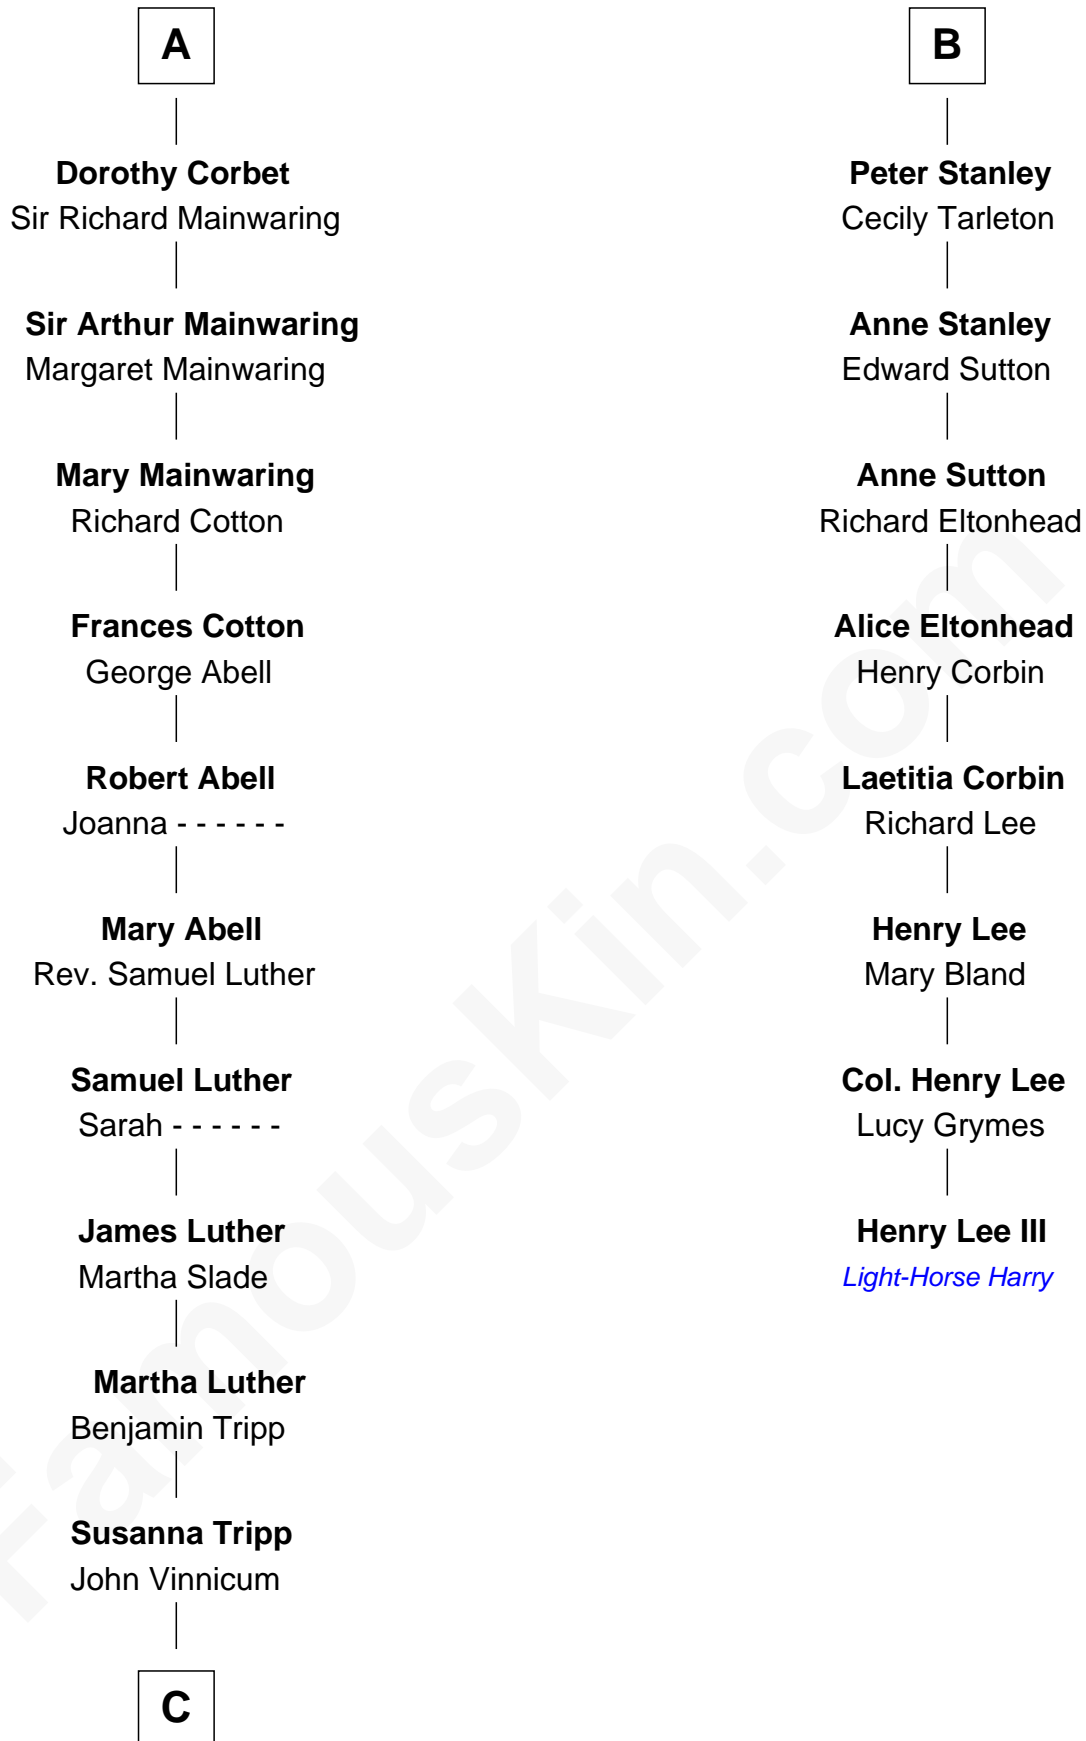 A
Dorothy Corbet
Sir Richard Mainwaring
Sir Arthur Mainwaring
Margaret Mainwaring
Mary Mainwaring
Richard Cotton
Frances Cotton
George Abell
Robert Abell
Joanna - - - - - -
Mary Abell
Rev. Samuel Luther
Samuel Luther
Sarah - - - - - -
James Luther
Martha Slade
Martha Luther
Benjamin Tripp
Susanna Tripp
John Vinnicum
C
B
Peter Stanley
Cecily Tarleton
Anne Stanley
Edward Sutton
Anne Sutton
Richard Eltonhead
Alice Eltonhead
Henry Corbin
Laetitia Corbin
Richard Lee
Henry Lee
Mary Bland
Col. Henry Lee
Lucy Grymes
Henry Lee III
Light-Horse Harry
FamousKin.com